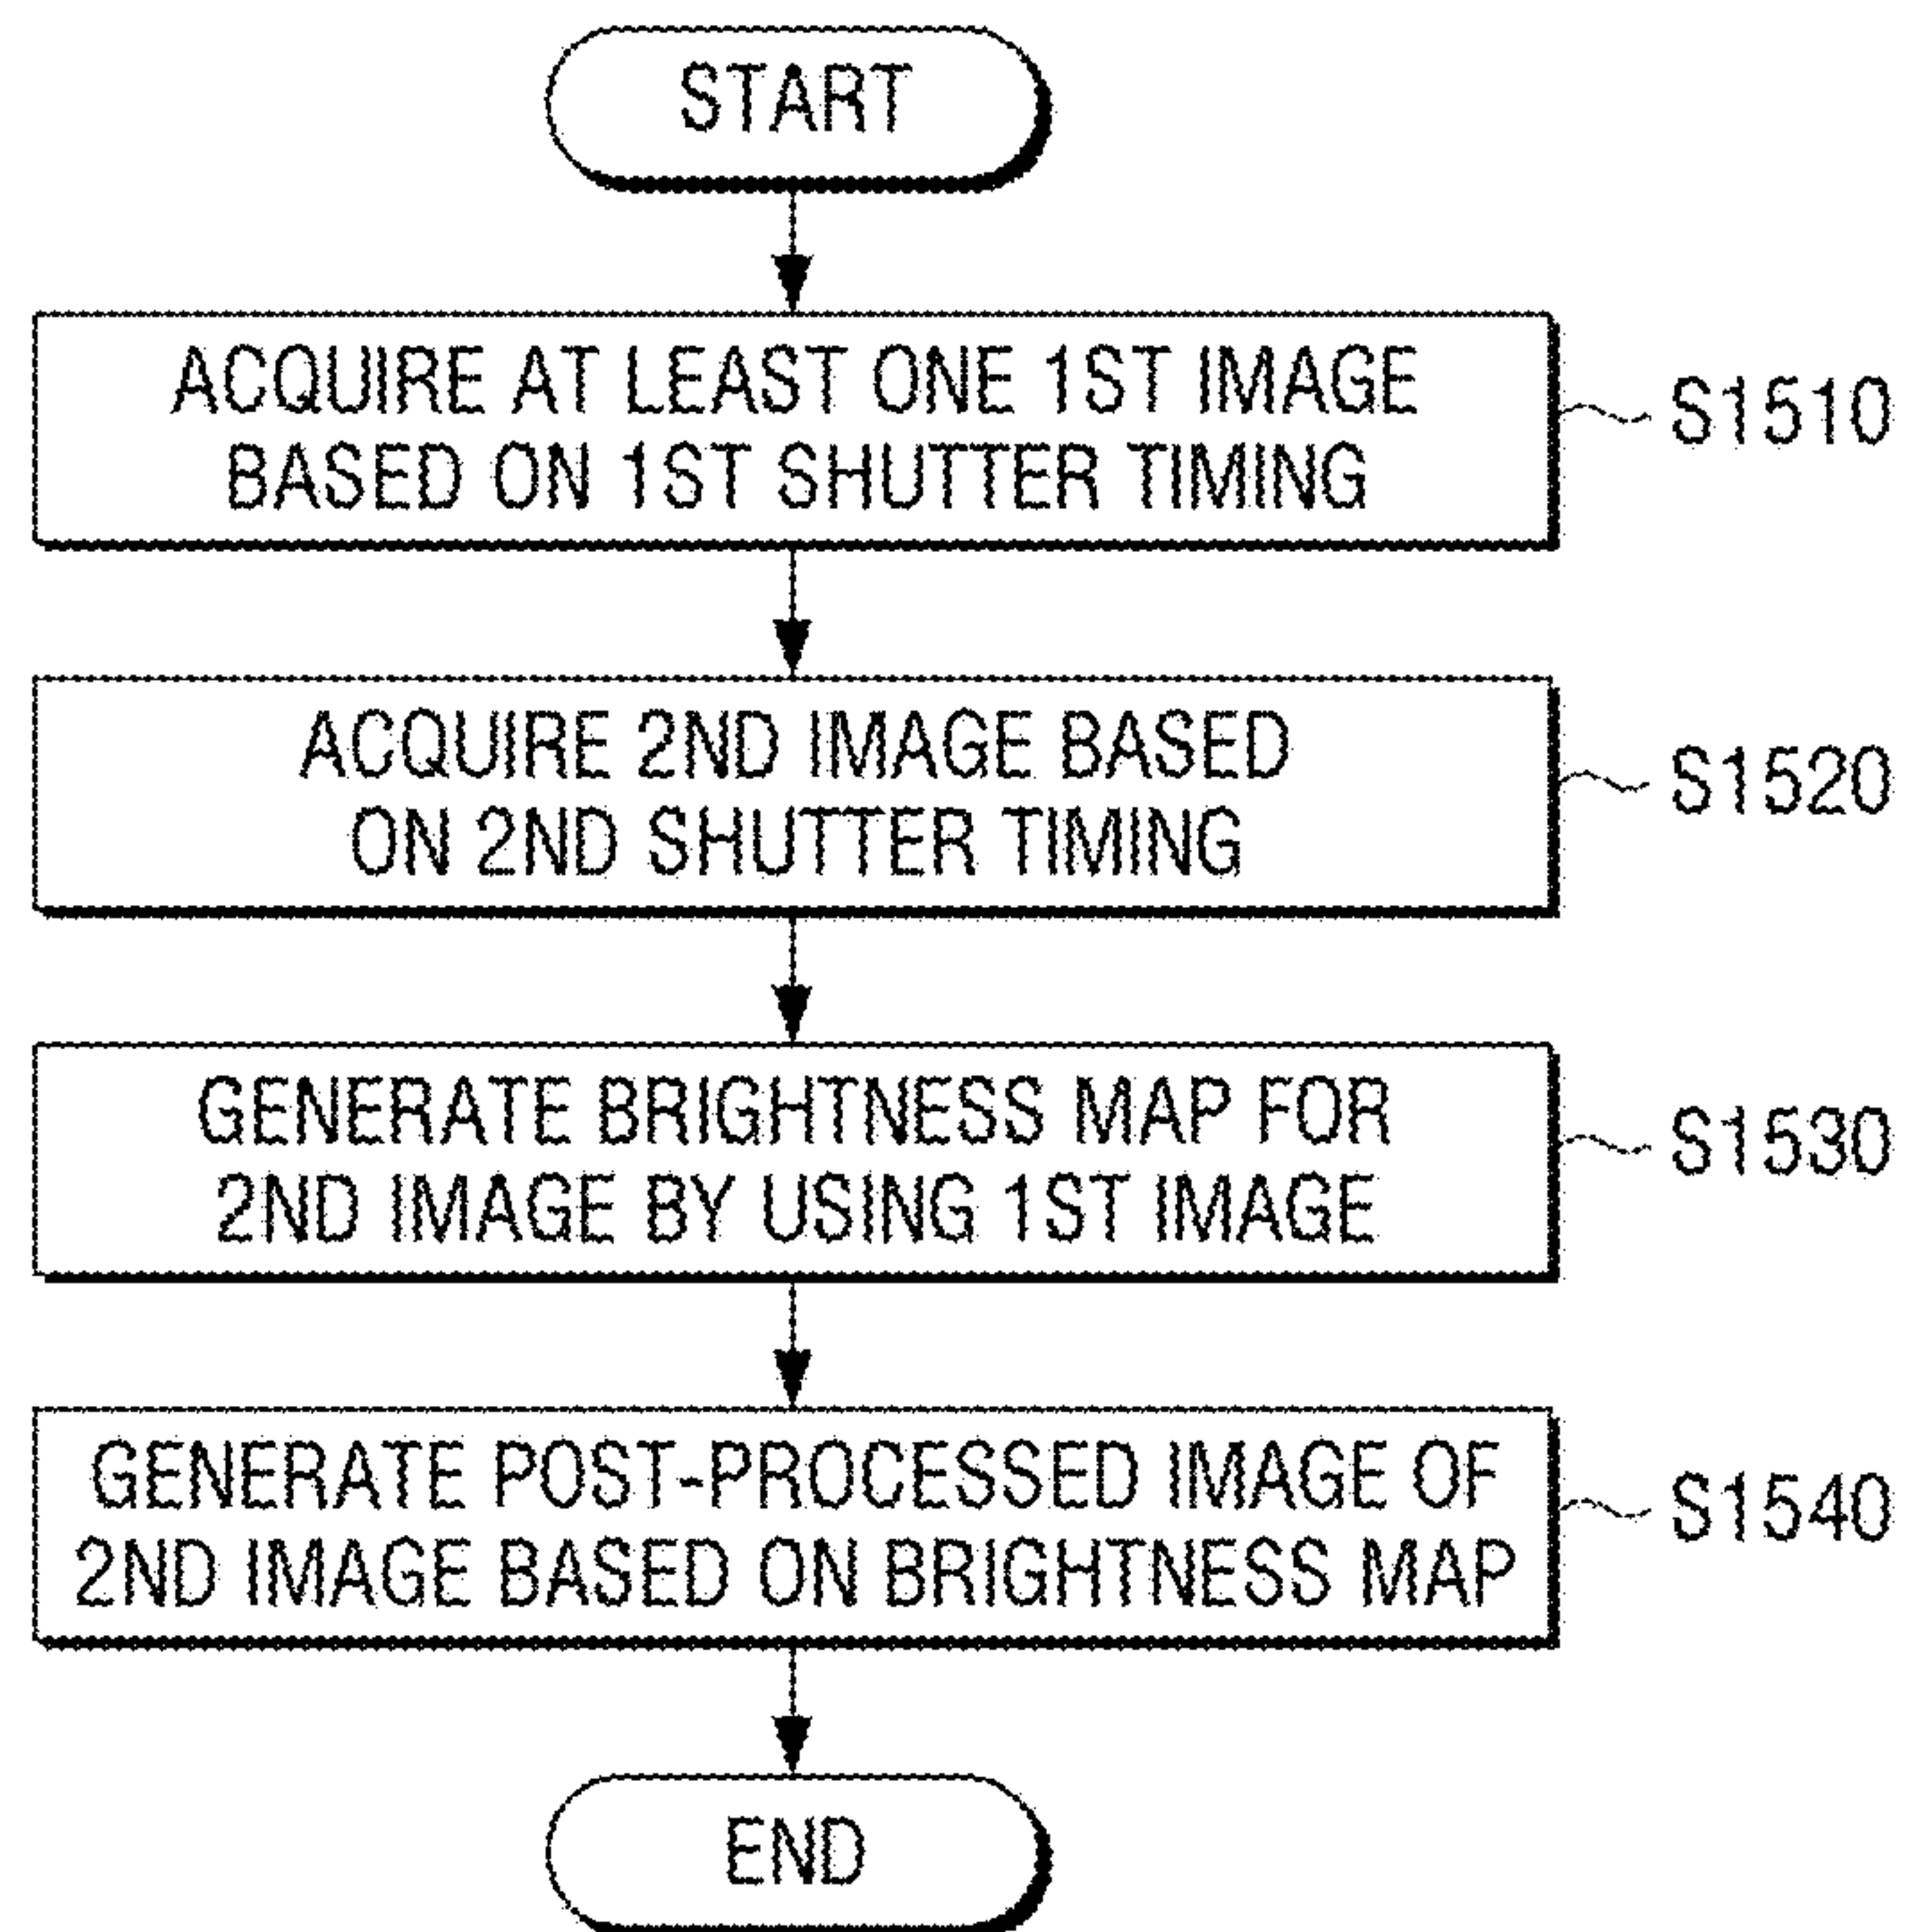 START
ACQUIRE AT LEAST ONE 1ST IMAGE
BASED ON 1ST SHUTTER TIMING
S1510
ACQUIRE 2ND IMAGE BASED
ON 2ND SHUTTER TIMING
S1520
GENERATE BRIGHTNESS MAP FOR
2ND IMAGE BY USING 1ST IMAGE
S1530
GENERATE POST-PROCESSED IMAGE OF
2ND IMAGE BASED ON BRIGHTNESS MAP
S1540
END